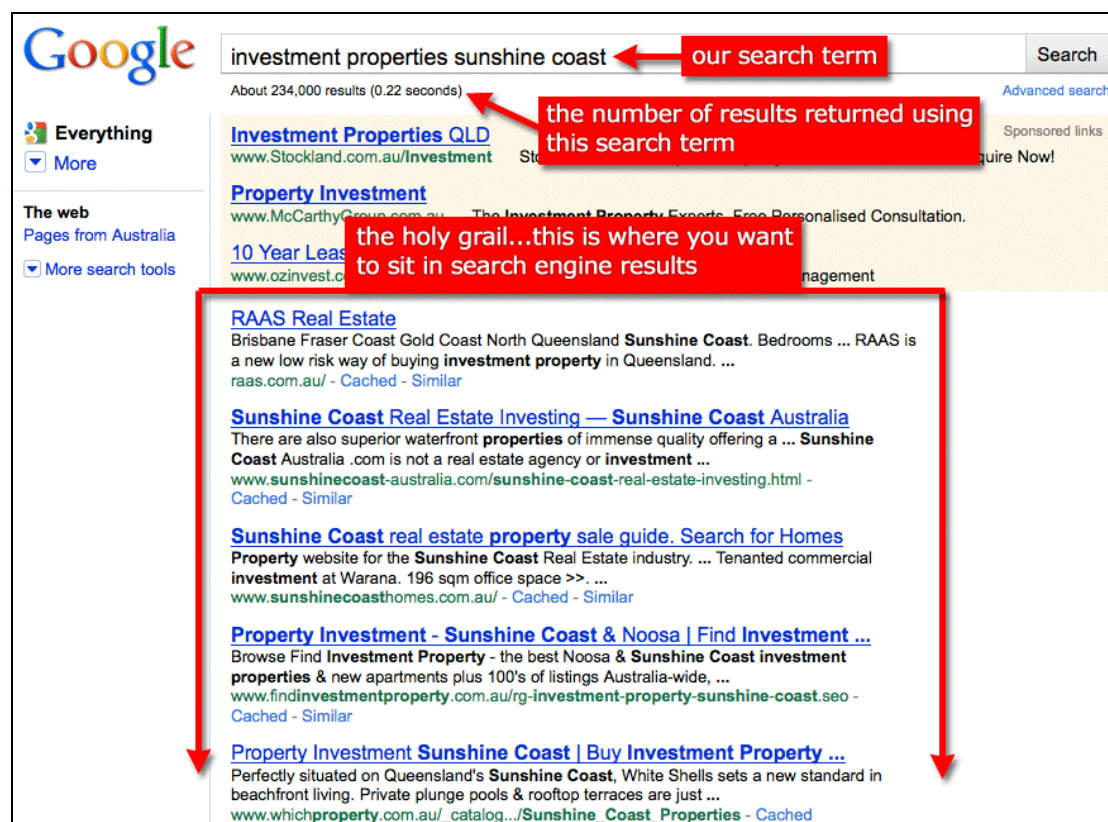 Google
investment properties sunshine coast
our search term
Search
About 234,000 results (0.22 seconds)
Advanced search
the number of results returned using
this search term
Everything
More
The web
Pages from Australia
More search tools
Investment Properties QLD
Sponsored links
www.Stockland.com.au/Investment
Now!
Property Investment
The Investment Property Experts. Free Personalised Consultation.
the holy grail...this is where you want
to sit in search engine results
10 Year
RAAS Real Estate
Brisbane Fraser Coast Gold Coast North Queensland Sunshine Coast. Bedrooms ... RAAS is
a new low risk way of buying investment property in Queensland. ...
raas.com.au/ - Cached - Similar
Sunshine Coast Real Estate Investing — Sunshine Coast Australia
There are also superior waterfront properties of immense quality offering a ... Sunshine
Coast Australia .com is not a real estate agency or investment ...
www.sunshinecoast-australia.com/sunshine-coast-real-estate-investing.html -
Cached - Similar
Sunshine Coast real estate property sale guide. Search for Homes
Property website for the Sunshine Coast Real Estate industry. ... Tenanted commercial
investment at Warana. 196 sqm office space >>. ...
www.sunshinecoasthomes.com.au/ - Cached - Similar
Property Investment - Sunshine Coast & Noosa | Find Investment ...
Browse Find Investment Property - the best Noosa & Sunshine Coast investment
properties & new apartments plus 100's of listings Australia-wide, ...
www.findinvestmentproperty.com.au/rg-investment-property-sunshine-coast.seo -
Cached - Similar
Property Investment Sunshine Coast | Buy Investment Property ...
Perfectly situated on Queensland's Sunshine Coast, White Shells sets a new standard in
beachfront living. Private plunge pools & rooftop terraces are just ...
www.whichproperty.com.au/_catalog.../Sunshine_Coast_Properties - Cached